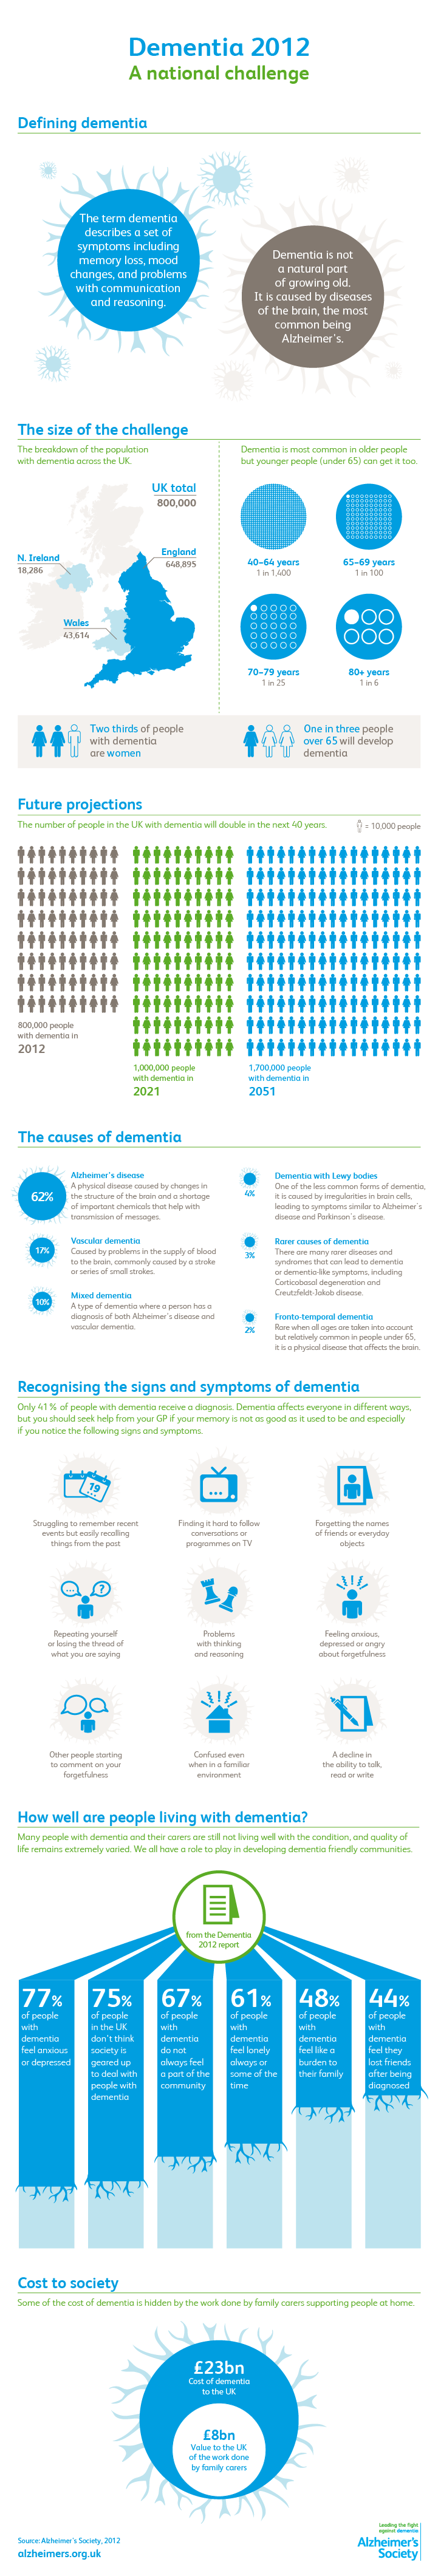 Dementia 2012
A national challenge
Defining dementia
The term dementia
describes a set of
symptoms including
memory loss, mood
changes, and problems
with communication
and reasoning.
Dementia is not
a natural part
of growing old.
It is caused by diseases
of the brain, the most
common being
Alzheimer's.
The size of the challenge
The breakdown of the population
with dementia across the UK.
UK total
800,000
N. Ireland
18,286
England
648,895
Wales
43,614
Dementia is most common in older people
but younger people (under 65) can get it too.
40–64 years
1 in 1,400
65–69 years
1 in 100
70–79 years
1 in 25
80+ years
1 in 6
Two thirds of people
with dementia
are women
One in three people
over 65 will develop
dementia
Future projections
The number of people in the UK with dementia will double in the next 40 years.
= 10,000 people
800,000 people
with dementia in
2012
1,000,000 people
with dementia in
2021
1,700,000 people
with dementia in
2051
The causes of dementia
62%
Alzheimer's disease
A physical disease caused by changes in
the structure of the brain and a shortage
of important chemicals that help with
transmission of messages.
17%
Vascular dementia
Caused by problems in the supply of blood
to the brain, commonly caused by a stroke
or series of small strokes.
10%
Mixed dementia
A type of dementia where a person has a
diagnosis of both Alzheimer's disease and
vascular dementia.
4%
Dementia with Lewy bodies
One of the less common forms of dementia,
it is caused by irregularities in brain cells,
leading to symptoms similar to Alzheimer's
disease and Parkinson's disease.
3%
Rarer causes of dementia
There are many rarer diseases and
syndromes that can lead to dementia
or dementia-like symptoms, including
Corticobasal degeneration and
Creutzfeldt-Jakob disease.
2%
Fronto-temporal dementia
Rare when all ages are taken into account
but relatively common in people under 65,
it is a physical disease that affects the brain.
Recognising the signs and symptoms of dementia
Only 41% of people with dementia receive a diagnosis. Dementia affects everyone in different ways,
but you should seek help from your GP if your memory is not as good as it used to be and especially
if you notice the following signs and symptoms.
19
Struggling to remember recent
events but easily recalling
things from the past
Finding it hard to follow
conversations or
programmes on TV
Forgetting the names
of friends or everyday
objects
... ?
Repeating yourself
or losing the thread of
what you are saying
Problems
with thinking
and reasoning
Feeling anxious,
depressed or angry
about forgetfulness
Other people starting
to comment on your
forgetfulness
Confused even
when in a familiar
environment
A decline in
the ability to talk,
read or write
How well are people living with dementia?
Many people with dementia and their carers are still not living well with the condition, and quality of
life remains extremely varied. We all have a role to play in developing dementia friendly communities.
from the Dementia
2012 report
77%
of people
with
dementia
feel anxious
or depressed
75%
of people
in the UK
don't think
society is
geared up
to deal with
people with
dementia
67%
of people
with
dementia
do not
always feel
a part of the
community
61%
of people
with
dementia
feel lonely
always or
some of the
time
48%
of people
with
dementia
feel like a
burden to
their family
44%
of people
with
dementia
feel they
lost friends
after being
diagnosed
Cost to society
Some of the cost of dementia is hidden by the work done by family carers supporting people at home.
£23bn
Cost of dementia
to the UK
£8bn
Value to the UK
of the work done
by family carers
Source: Alzheimer's Society, 2012
alzheimers.org.uk
Leading the fight
against dementia
Alzheimer's
Society